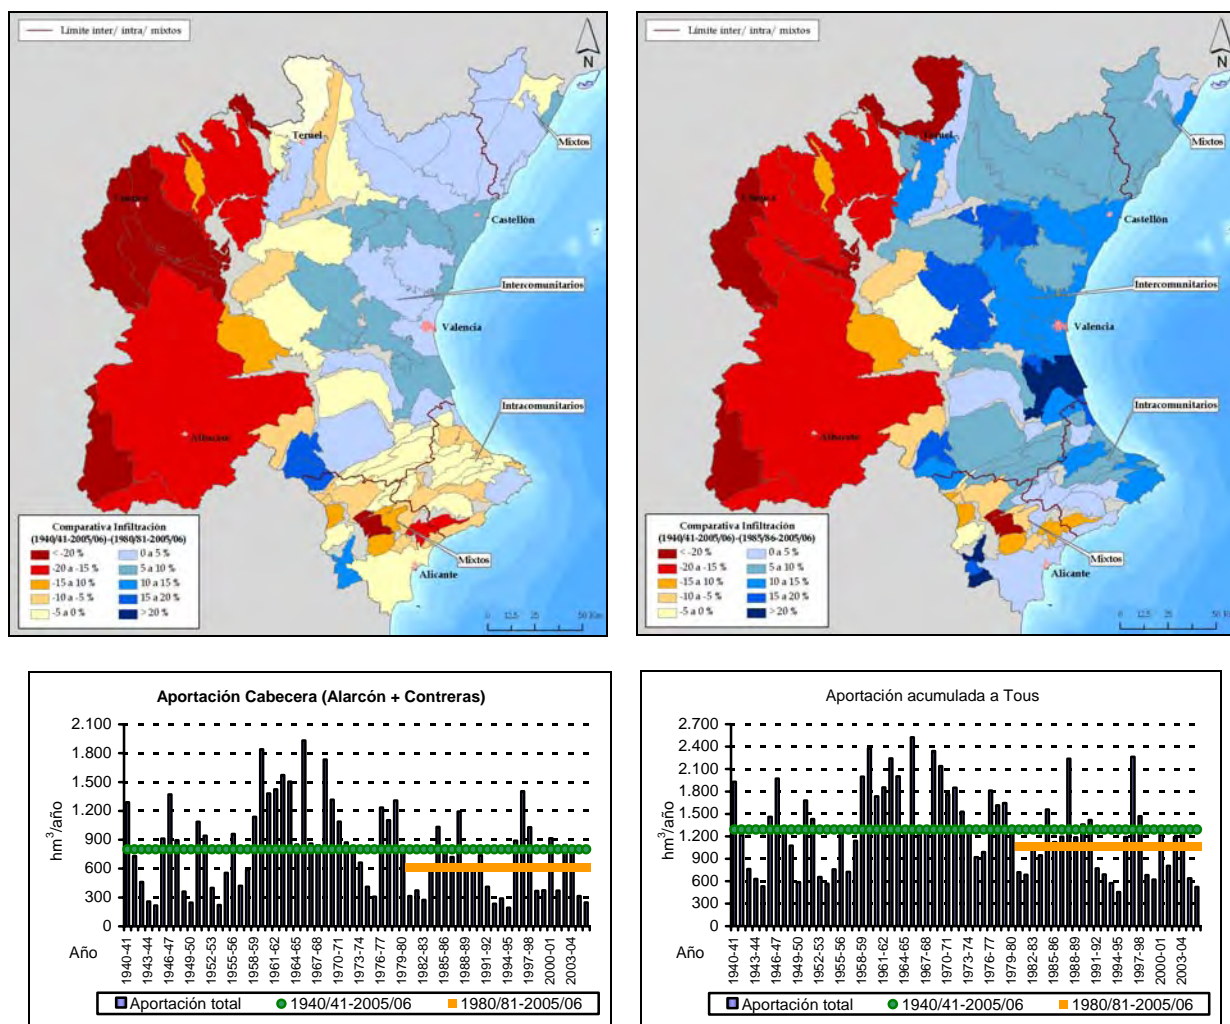 Límite inter/ intra/ mixtos
N
Teruel
Mixtos
Cuenca
Castellón
Intercomunitarios
Valencia
Intracomunitarios
Albacete
Mixtos
Alicante
Comparativa Infiltración
(1940/41-2005/06)-(1980/81-2005/06)
< -20 %
0 a 5 %
-20 a -15 %
5 a 10 %
-15 a 10 %
10 a 15 %
-10 a -5 %
15 a 20 %
-5 a 0 %
>20 %
0 12,5 25 50 Km
Límite inter/ intra/ mixtos
N
Teruel
Mixtos
Cuenca
Castellón
Intercomunitarios
Valencia
Intracomunitarios
Albacete
Mixtos
Alicante
Comparativa Infiltración
(1940/41-2005/06)-(1985/86-2005/06)
< -20 %
0 a 5 %
-20 a -15 %
5 a 10 %
-15 a 10 %
10 a 15 %
-10 a -5 %
15 a 20 %
-5 a 0 %
>20 %
0 12,5 25 50 Km
Aportación Cabecera (Alarcón + Contreras)
hm³/año
2.100
1.800
1.500
1.200
900
600
300
0
Año
1940-41
1943-44
1946-47
1949-50
1952-53
1955-56
1958-59
1961-62
1964-65
1967-68
1970-71
1973-74
1976-77
1979-80
1982-83
1985-86
1988-89
1991-92
1994-95
1997-98
2000-01
2003-04
Aportación total
1940/41-2005/06
1980/81-2005/06
Aportación acumulada a Tous
hm³/año
2.700
2.400
2.100
1.800
1.500
1.200
900
600
300
0
Año
1940-41
1943-44
1946-47
1949-50
1952-53
1955-56
1958-59
1961-62
1964-65
1967-68
1970-71
1973-74
1976-77
1979-80
1982-83
1985-86
1988-89
1991-92
1994-95
1997-98
2000-01
2003-04
Aportación total
1940/41-2005/06
1980/81-2005/06